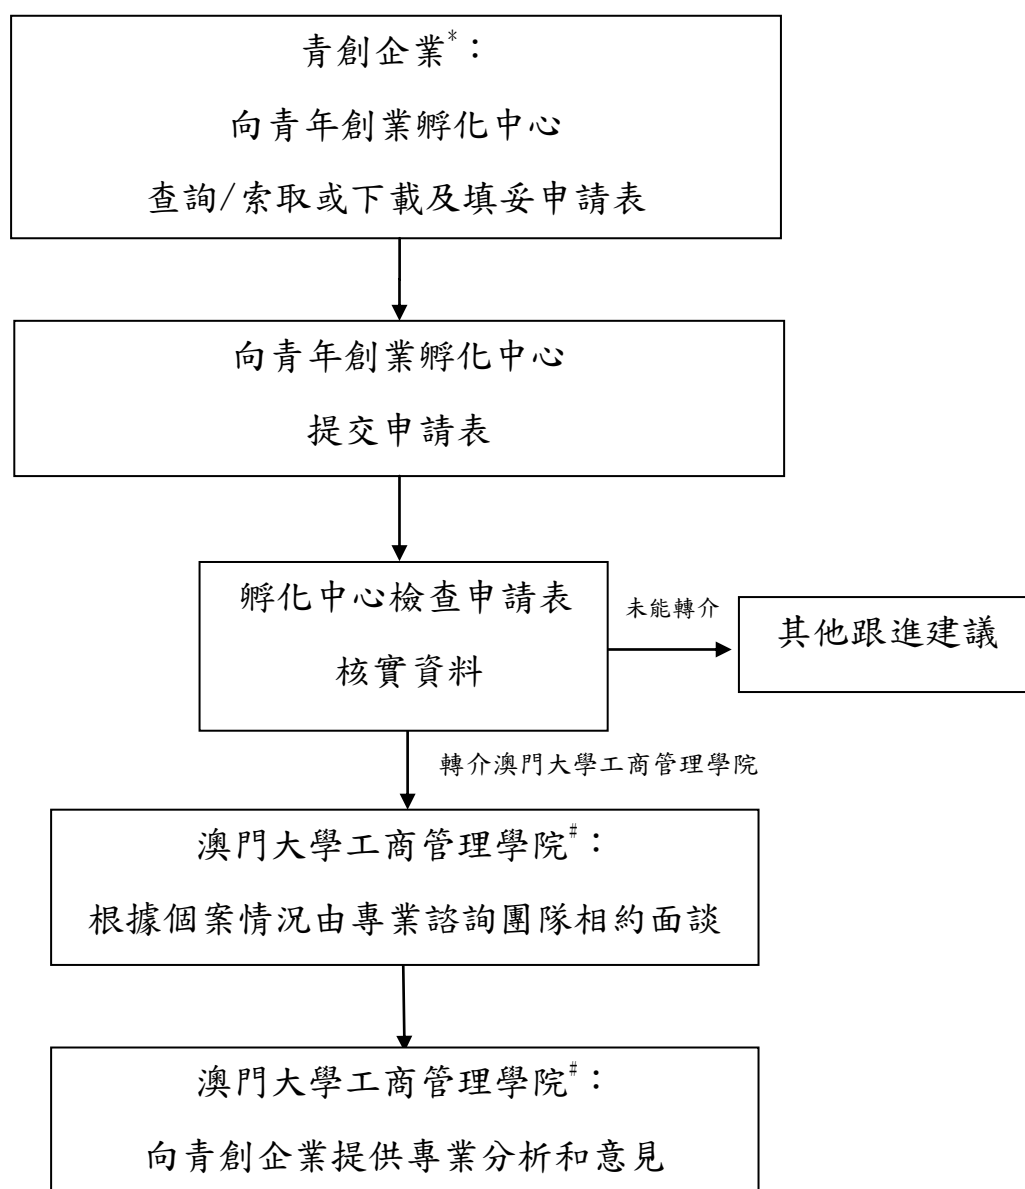 青創企業*：
向青年創業孵化中心
查詢/索取或下載及填妥申請表
向青年創業孵化中心
提交申請表
孵化中心檢查申請表
核實資料
未能轉介
其他跟進建議
轉介澳門大學工商管理學院
澳門大學工商管理學院#：
根據個案情況由專業諮詢團隊相約面談
澳門大學工商管理學院#：
向青創企業提供專業分析和意見